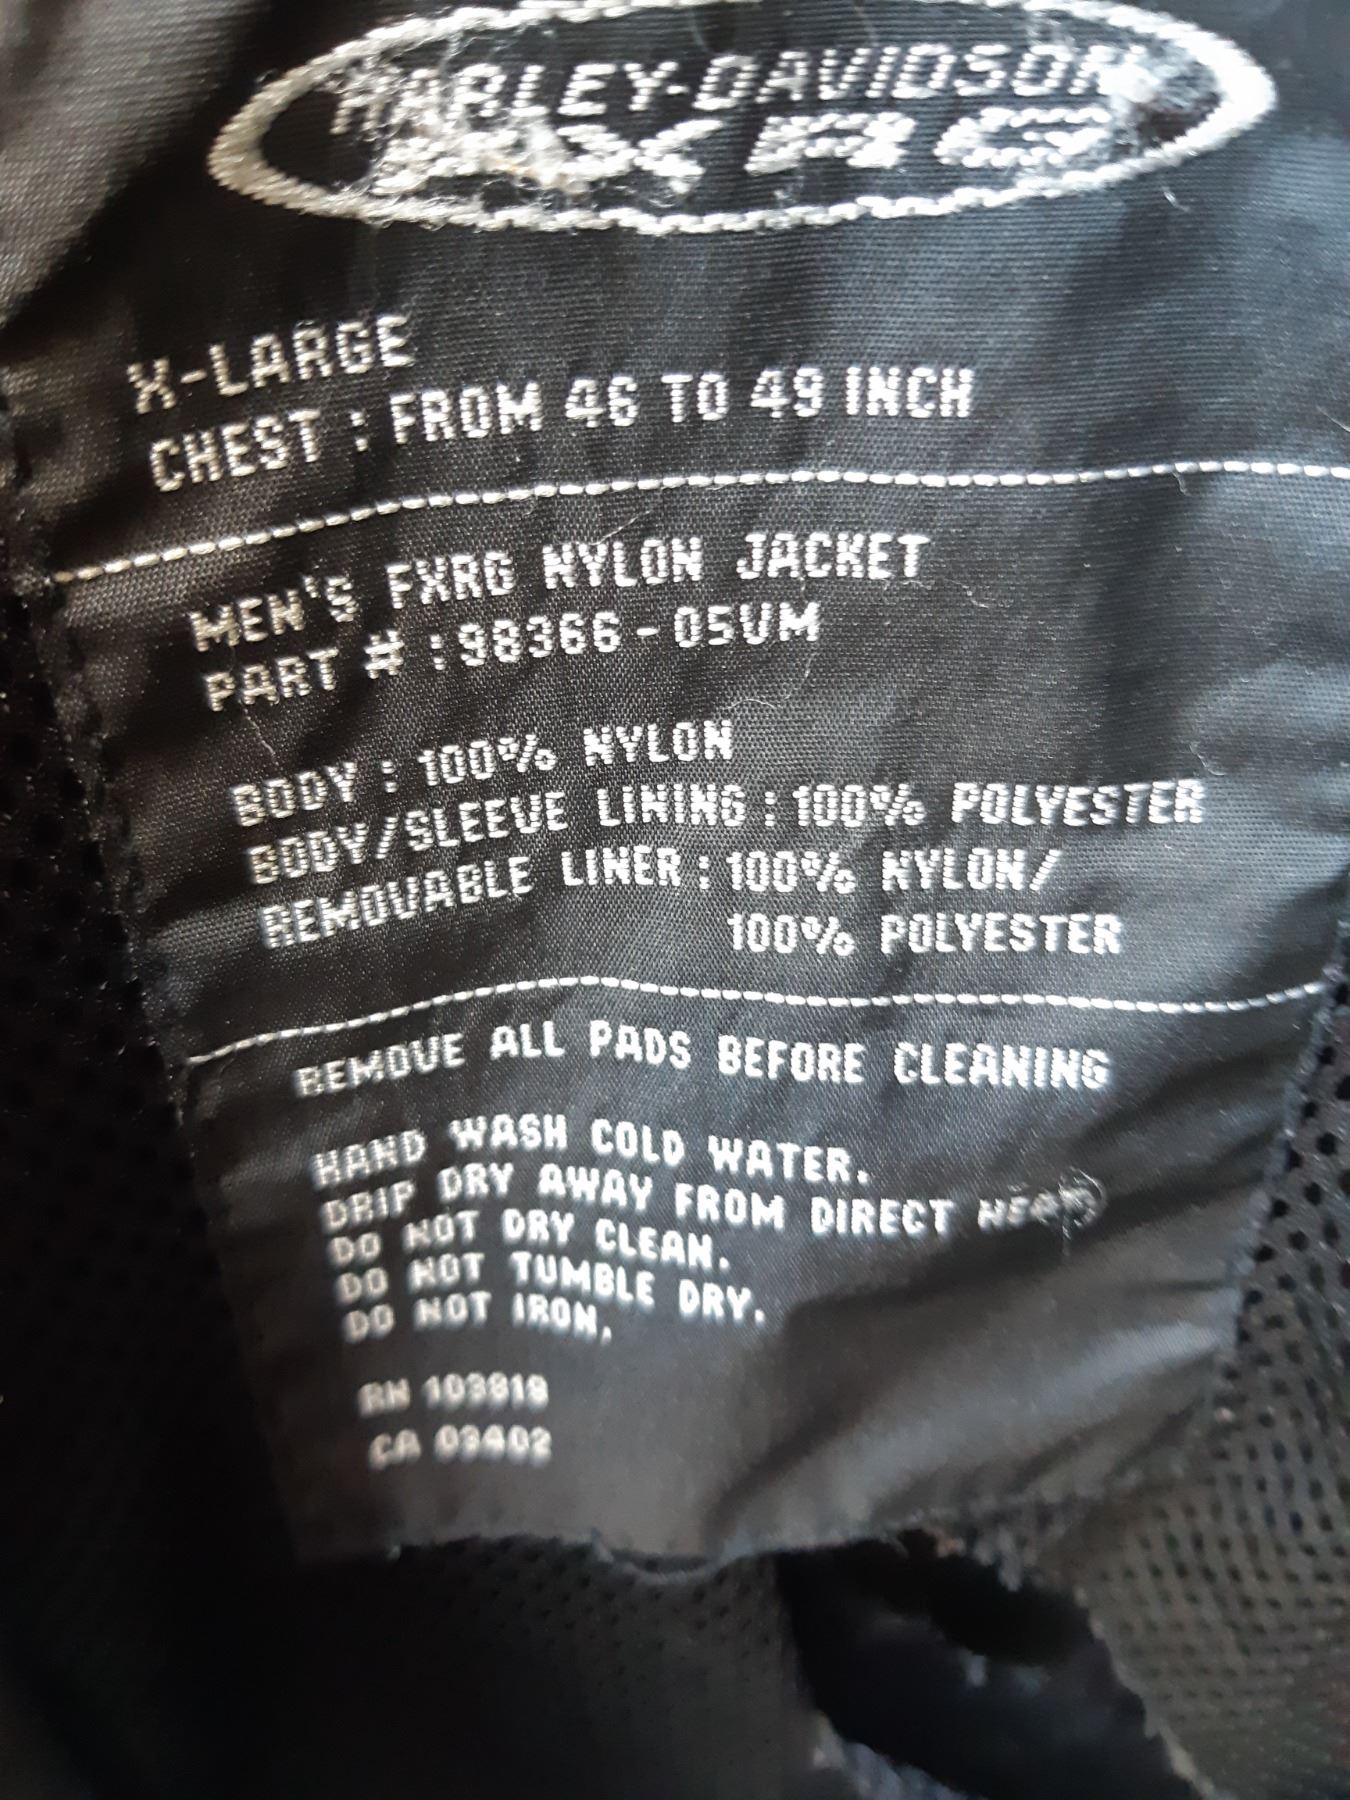 HARLEY-DAVIDSON
FXRG
X-LARGE
CHEST : FROM 46 TO 49 INCH
MEN'S FXRG NYLON JACKET
PART # : 98366-05VM
BODY : 100% NYLON
BODY/SLEEVE LINING : 100% POLYESTER
REMOVABLE LINER : 100% NYLON/
100% POLYESTER
REMOVE ALL PADS BEFORE CLEANING
HAND WASH COLD WATER.
DRIP DRY AWAY FROM DIRECT HEAT
DO NOT DRY CLEAN.
DO NOT TUMBLE DRY.
DO NOT IRON.
RN 103819
CA 03402